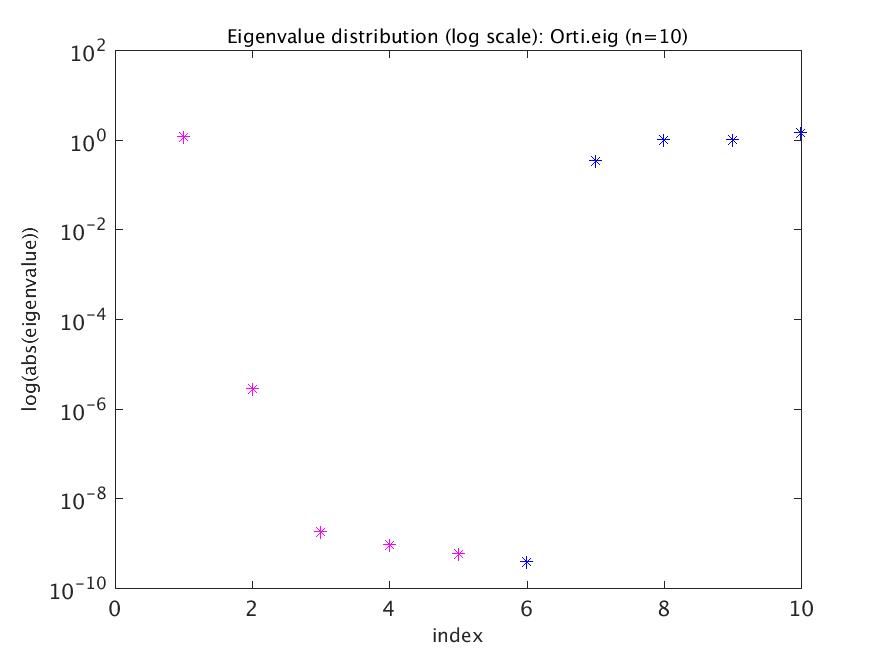 Eigenvalue distribution (log scale): Orti.eig (n=10)
10^2
10^0
10^-2
10^-4
10^-6
10^-8
10^-10
log(abs(eigenvalue))
0 2 4 6 8 10
index